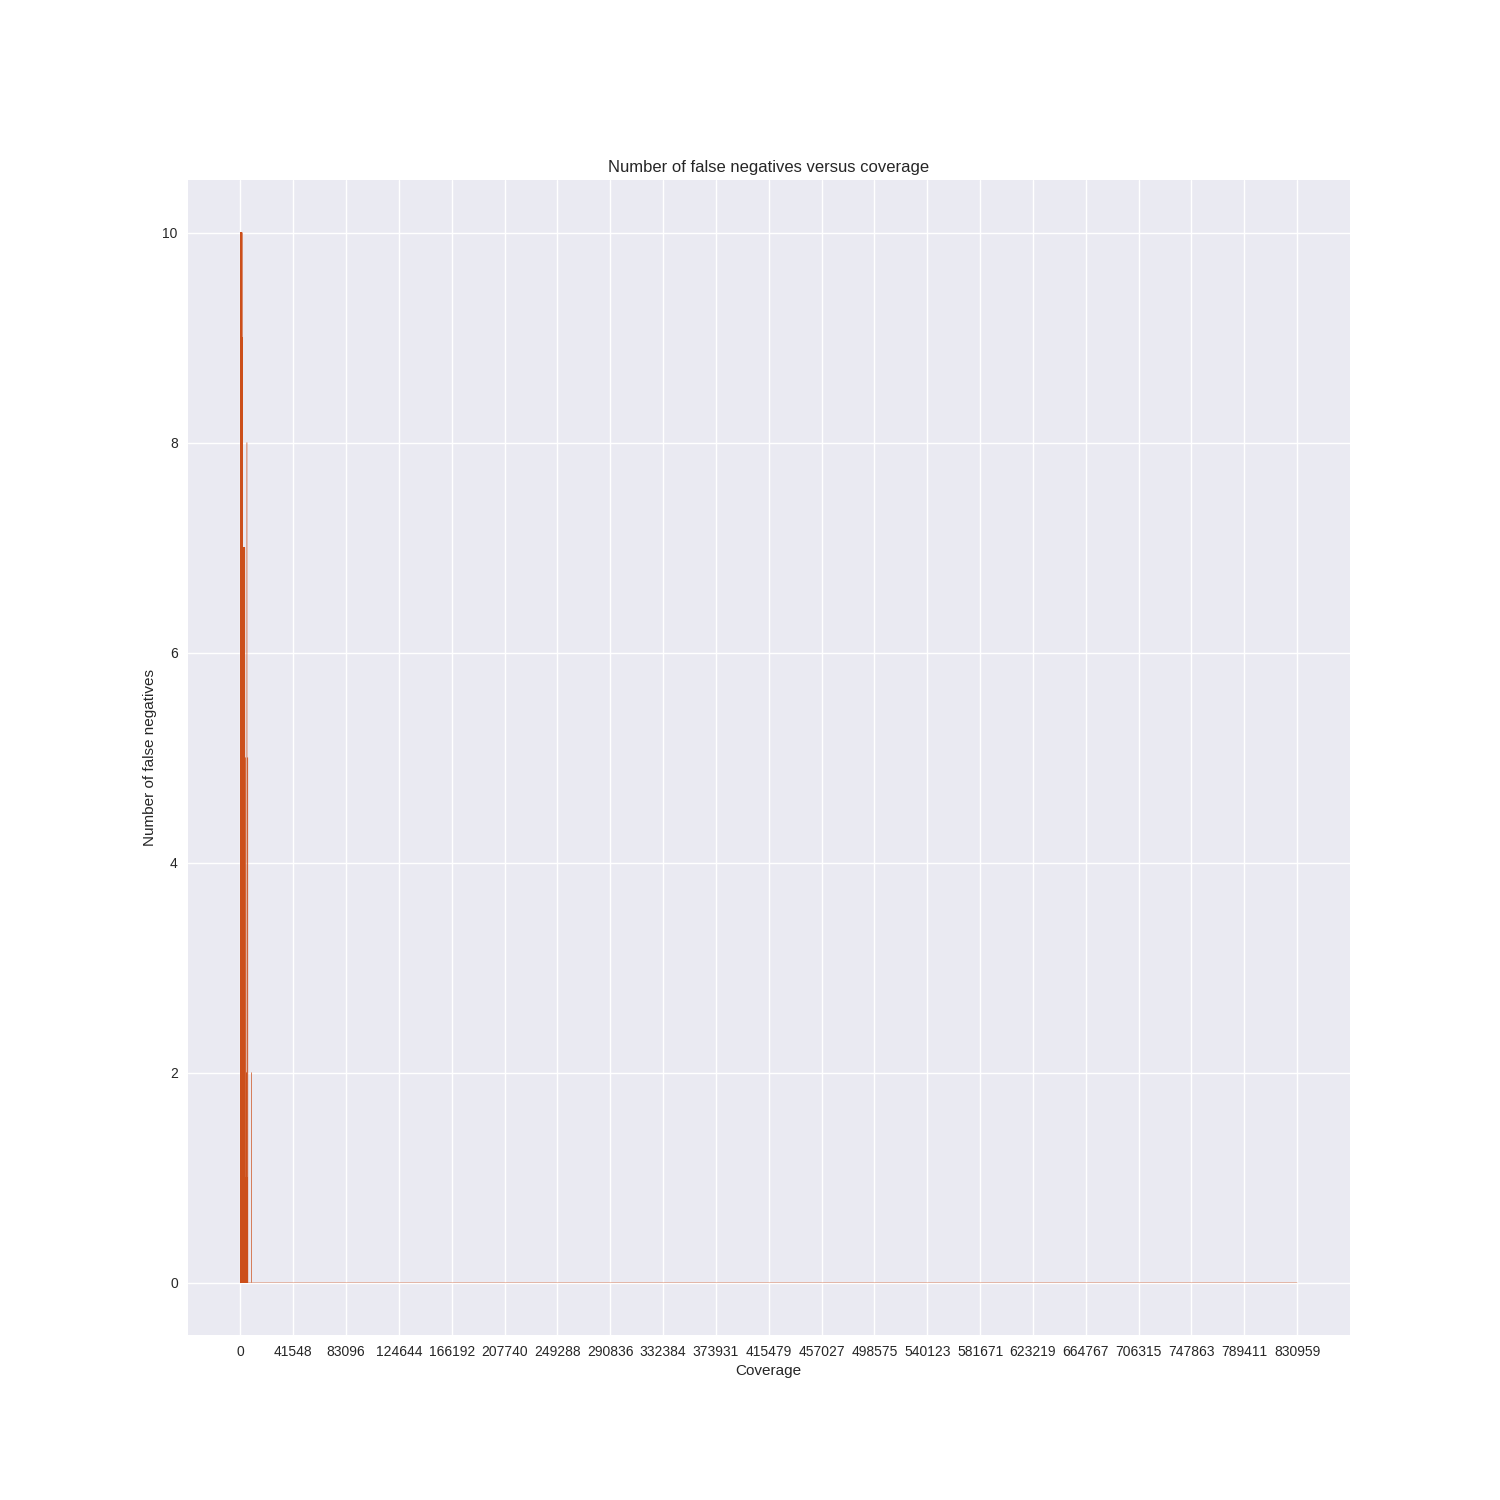 Number of false negatives versus coverage
10
8
6
4
2
0
Number of false negatives
0 41548 83096 124644 166192 207740 249288 290836 332384 373931 415479 457027 498575 540123 581671 623219 664767 706315 747863 789411 830959
Coverage